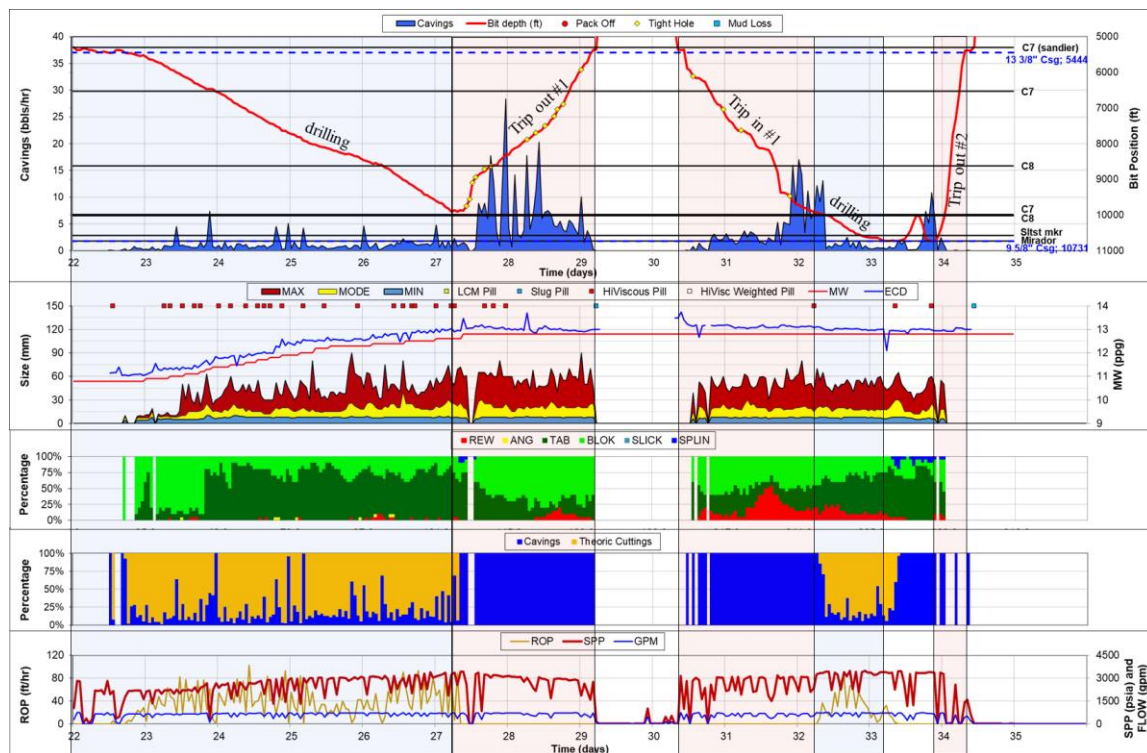 Cavings Bit depth (ft) Pack Off Tight Hole Mud Loss
Cavings (bbls/hr)
40
35
30
25
20
15
10
5
0
drilling
Trip out #1
Trip in #1
drilling
Trip out #2
C7 (sandier)
13 3/8" Csg; 5444
C7
C8
C7
C8
Sltst mkr
Mirador
9 5/8" Csg; 10731
5000
6000
7000
8000
9000
10000
11000
Bit Position (ft)
22 23 24 25 26 27 28 29 30 31 32 33 34 35
Time (days)
MAX MODE MIN LCM Pill Slug Pill HiViscous Pill HiVisc Weighted Pill MW ECD
Size (mm)
150
120
90
60
30
0
14
13
12
11
10
9
MW (ppg)
REW ANG TAB BLOK SLICK SPLIN
Percentage
100%
75%
50%
25%
0%
Cavings Theoric Cuttings
Percentage
100%
75%
50%
25%
0%
ROP SPP GPM
ROP (ft/hr)
120
80
40
0
4500
3000
1500
0
SPP (psia) and
FLOW (gpm)
22 23 24 25 26 27 28 29 30 31 32 33 34 35
Time (days)